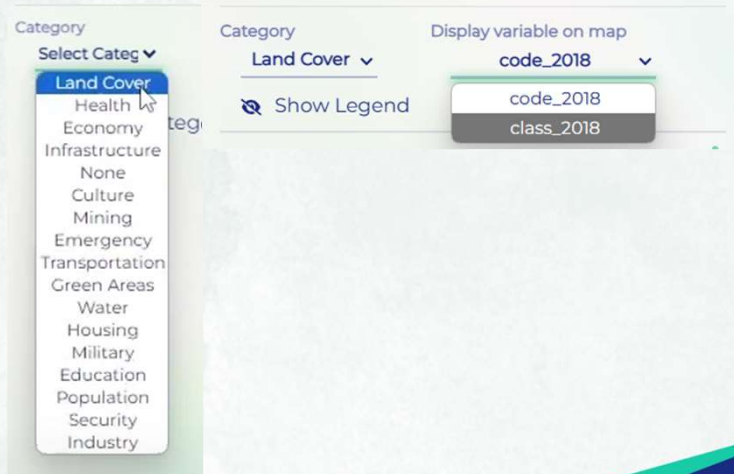 Category
Select Categ
Land Cover
Health
Economy
Infrastructure
None
Culture
Mining
Emergency
Transportation
Green Areas
Water
Housing
Military
Education
Population
Security
Industry
teg
Category
Land Cover
Display variable on map
code_2018
Show Legend
code_2018
class_2018